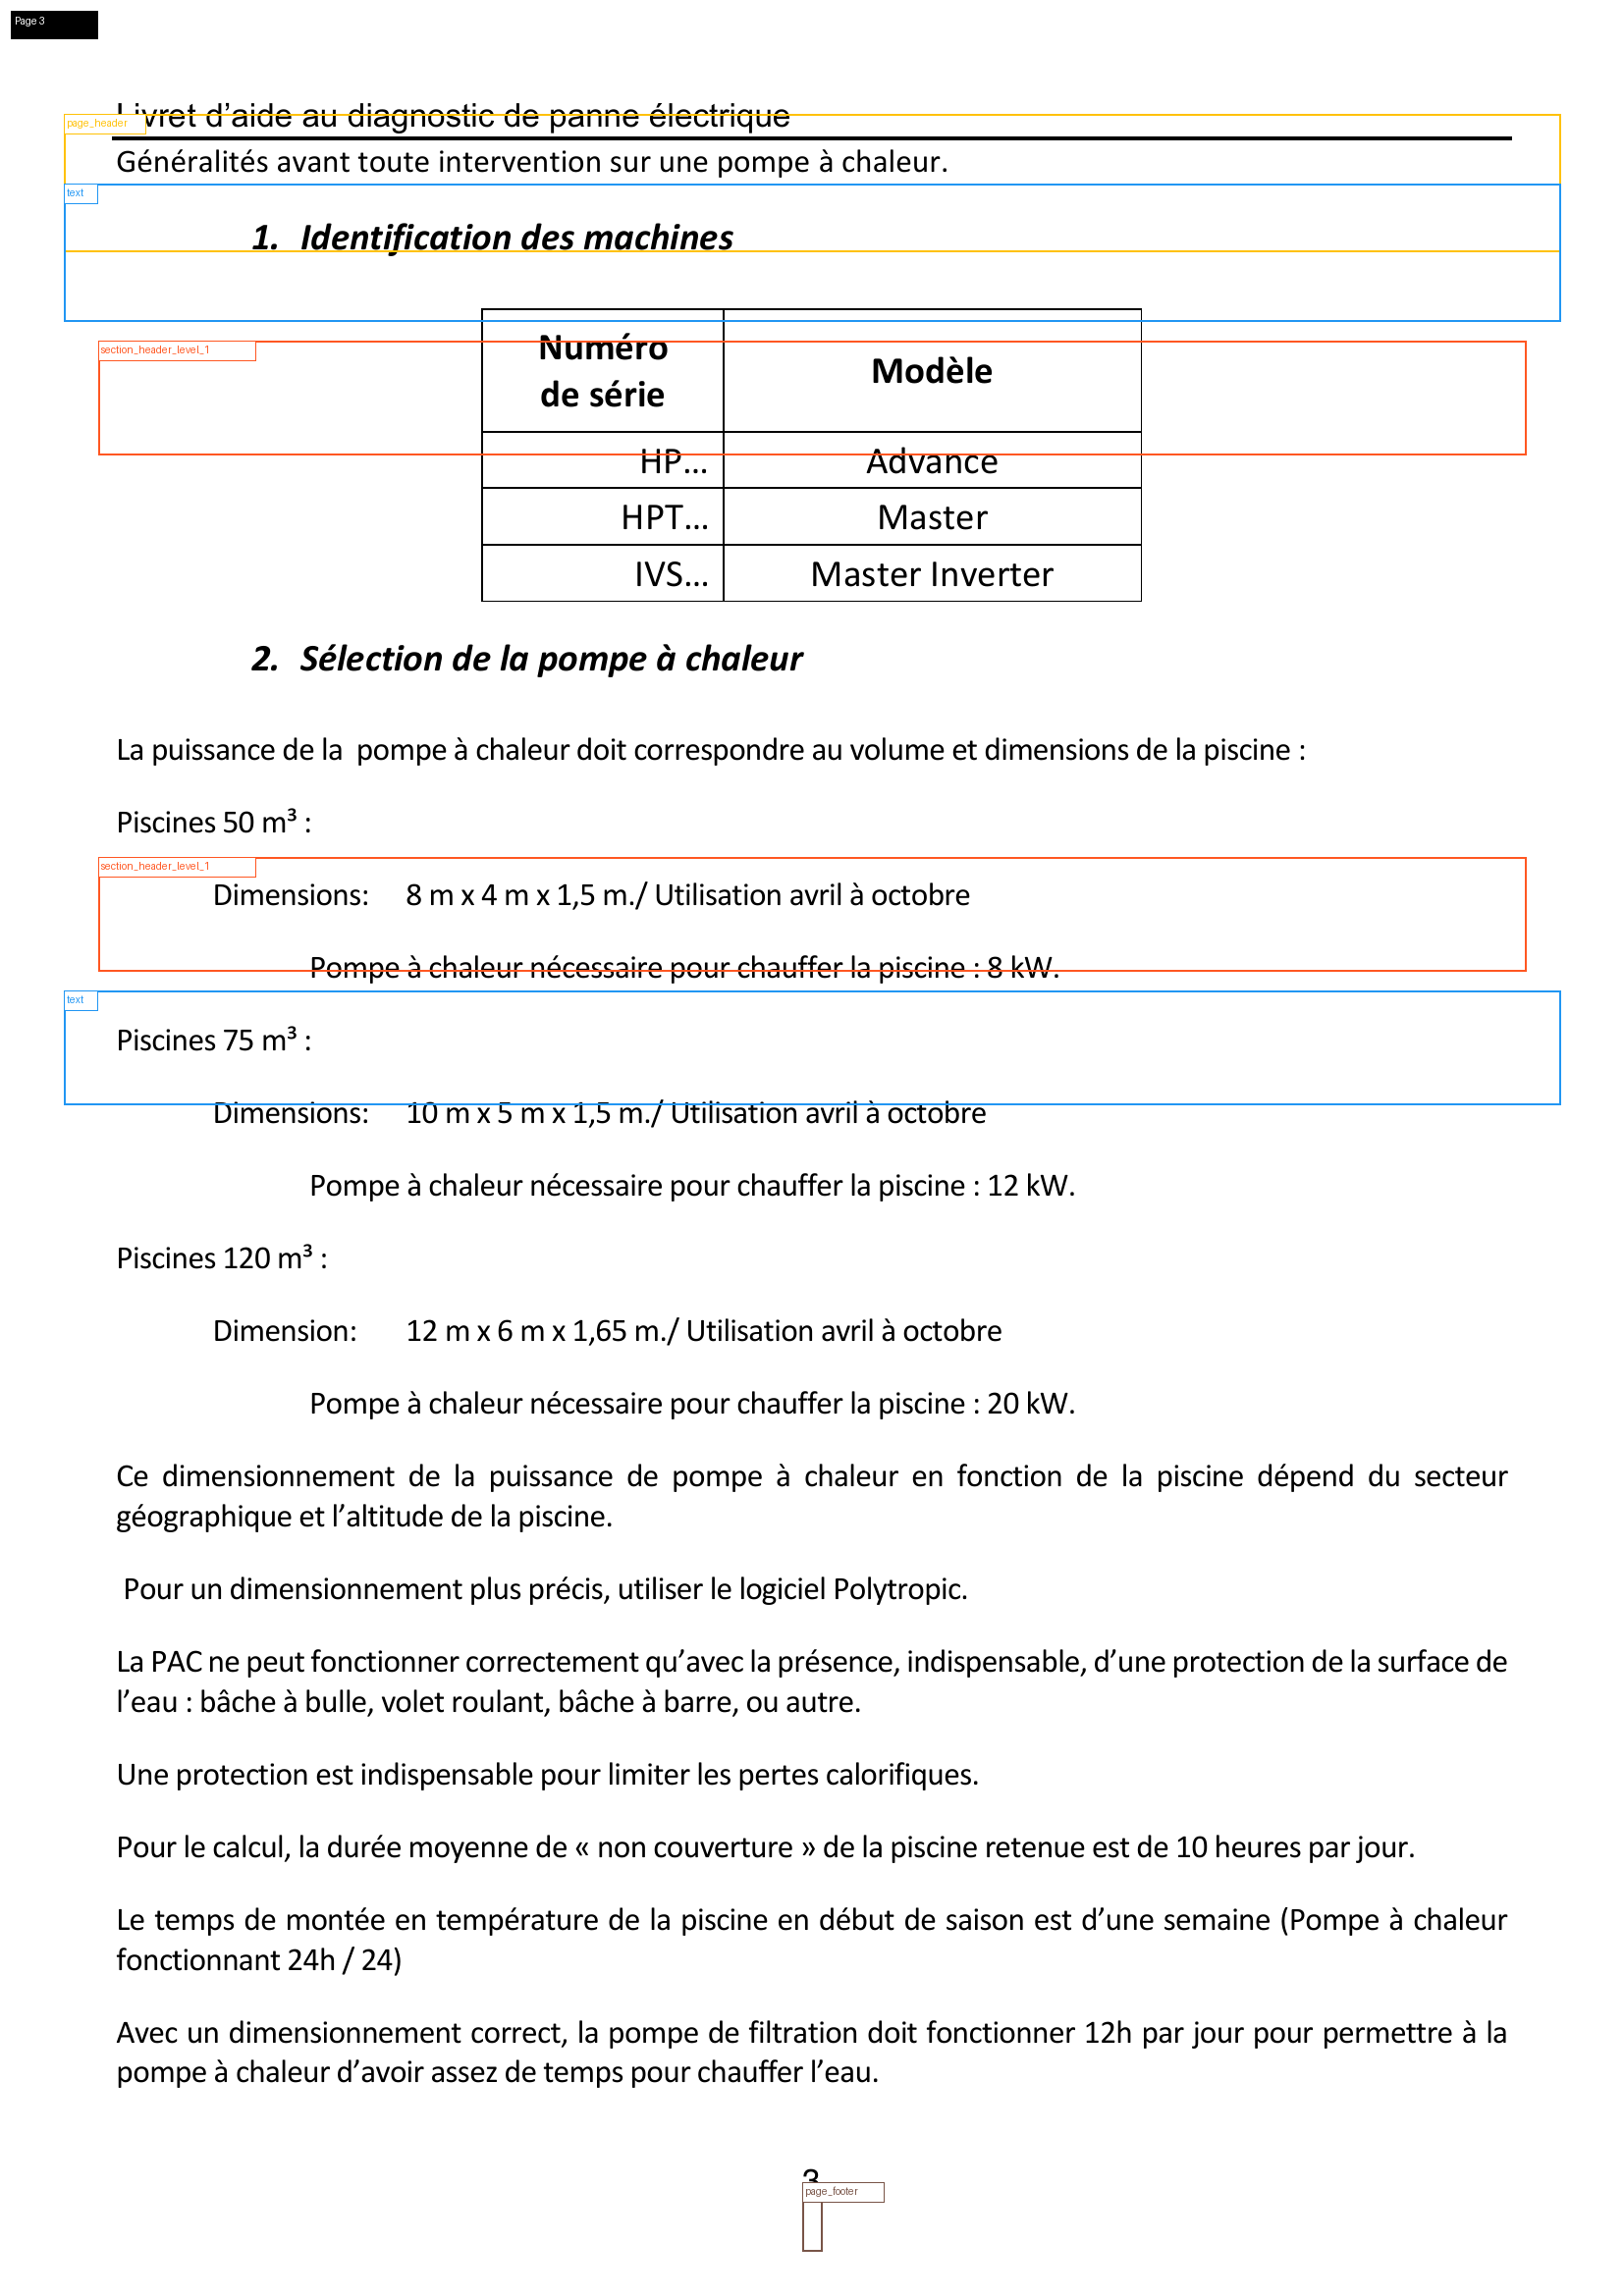 Page 3
Livret d’aide au diagnostic de panne électrique
page_header
Généralités avant toute intervention sur une pompe à chaleur.
text
1. Identification des machines
Numéro
de série
Modèle
section_header_level_1
HP... Advance
HPT... Master
IVS... Master Inverter
2. Sélection de la pompe à chaleur
La puissance de la  pompe à chaleur doit correspondre au volume et dimensions de la piscine :
Piscines 50 m³ :
section_header_level_1
Dimensions: 8 m x 4 m x 1,5 m./ Utilisation avril à octobre
Pompe à chaleur nécessaire pour chauffer la piscine : 8 kW.
text
Piscines 75 m³ :
Dimensions: 10 m x 5 m x 1,5 m./ Utilisation avril à octobre
Pompe à chaleur nécessaire pour chauffer la piscine : 12 kW.
Piscines 120 m³ :
Dimension: 12 m x 6 m x 1,65 m./ Utilisation avril à octobre
Pompe à chaleur nécessaire pour chauffer la piscine : 20 kW.
Ce dimensionnement de la puissance de pompe à chaleur en fonction de la piscine dépend du secteur
géographique et l’altitude de la piscine.
Pour un dimensionnement plus précis, utiliser le logiciel Polytropic.
La PAC ne peut fonctionner correctement qu’avec la présence, indispensable, d’une protection de la surface de
l’eau : bâche à bulle, volet roulant, bâche à barre, ou autre.
Une protection est indispensable pour limiter les pertes calorifiques.
Pour le calcul, la durée moyenne de « non couverture » de la piscine retenue est de 10 heures par jour.
Le temps de montée en température de la piscine en début de saison est d’une semaine (Pompe à chaleur
fonctionnant 24h / 24)
Avec un dimensionnement correct, la pompe de filtration doit fonctionner 12h par jour pour permettre à la
pompe à chaleur d’avoir assez de temps pour chauffer l’eau.
3
page_footer